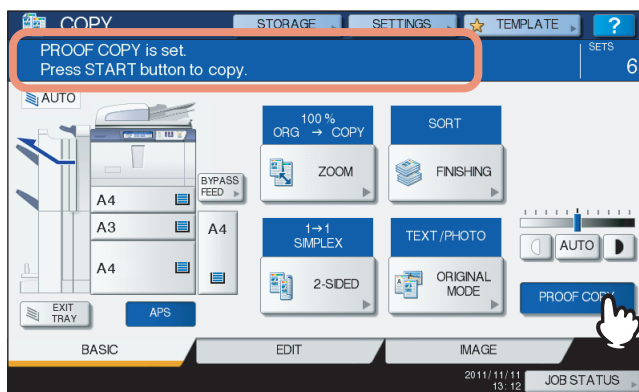 COPY
STORAGE
SETTINGS
TEMPLATE
?
PROOF COPY is set.
Press START button to copy.
SETS
6
AUTO
100 %
ORG → COPY
ZOOM
SORT
FINISHING
BYPASS
FEED
A4
A3
A4
A4
1→1
SIMPLEX
2-SIDED
TEXT/PHOTO
ORIGINAL
MODE
AUTO
PROOF COPY
EXIT
TRAY
APS
BASIC
EDIT
IMAGE
2011/11/11
13:12
JOB STATUS